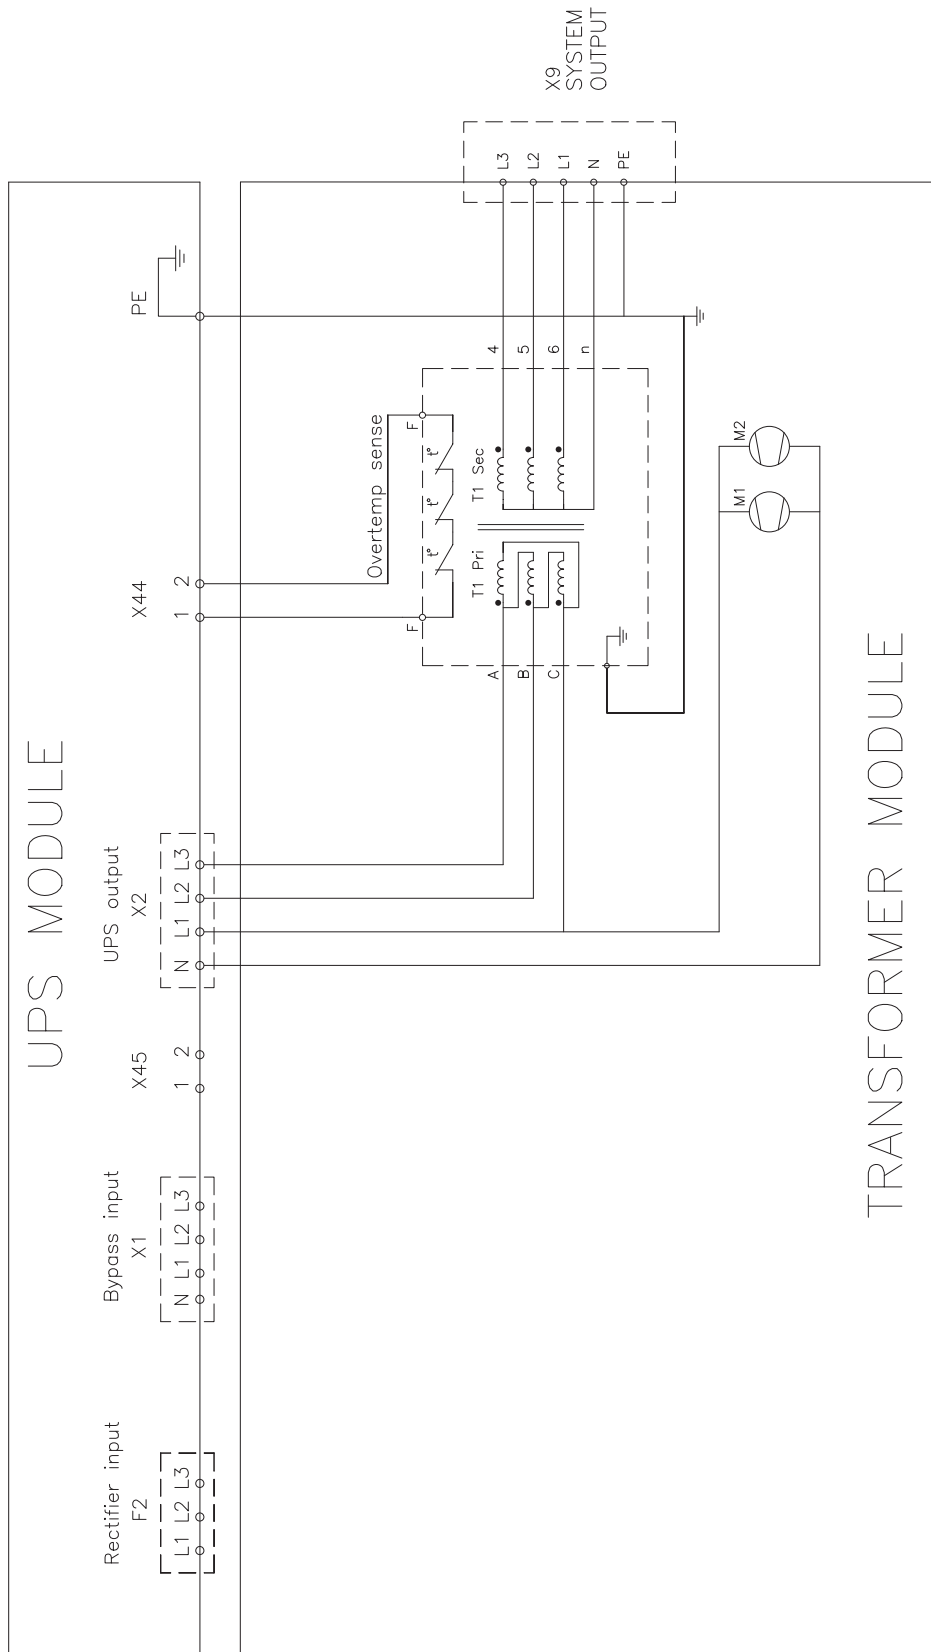 UPS MODULE
Rectifier input
F2
L1 L2 L3
Bypass input
X1
N L1 L2 L3
X45
1 2
UPS output
X2
N L1 L2 L3
X44
1 2
PE
Overtemp sense
F
F
t°
t°
t°
T1 Pri
T1 Sec
A
B
C
4
5
6
n
L3
L2
L1
N
PE
X9
SYSTEM
OUTPUT
M1
M2
TRANSFORMER MODULE